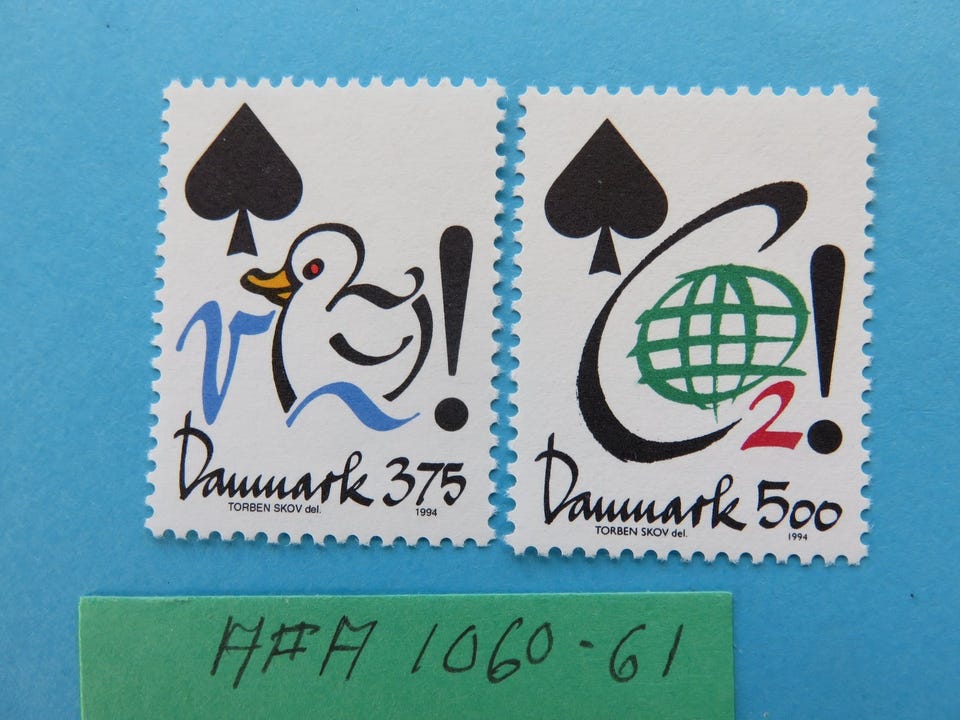 V !
Danmark 375
TORBEN SKOV del. 1994
C 2 !
Danmark 500
TORBEN SKOV del. 1994
AFA 1060-61